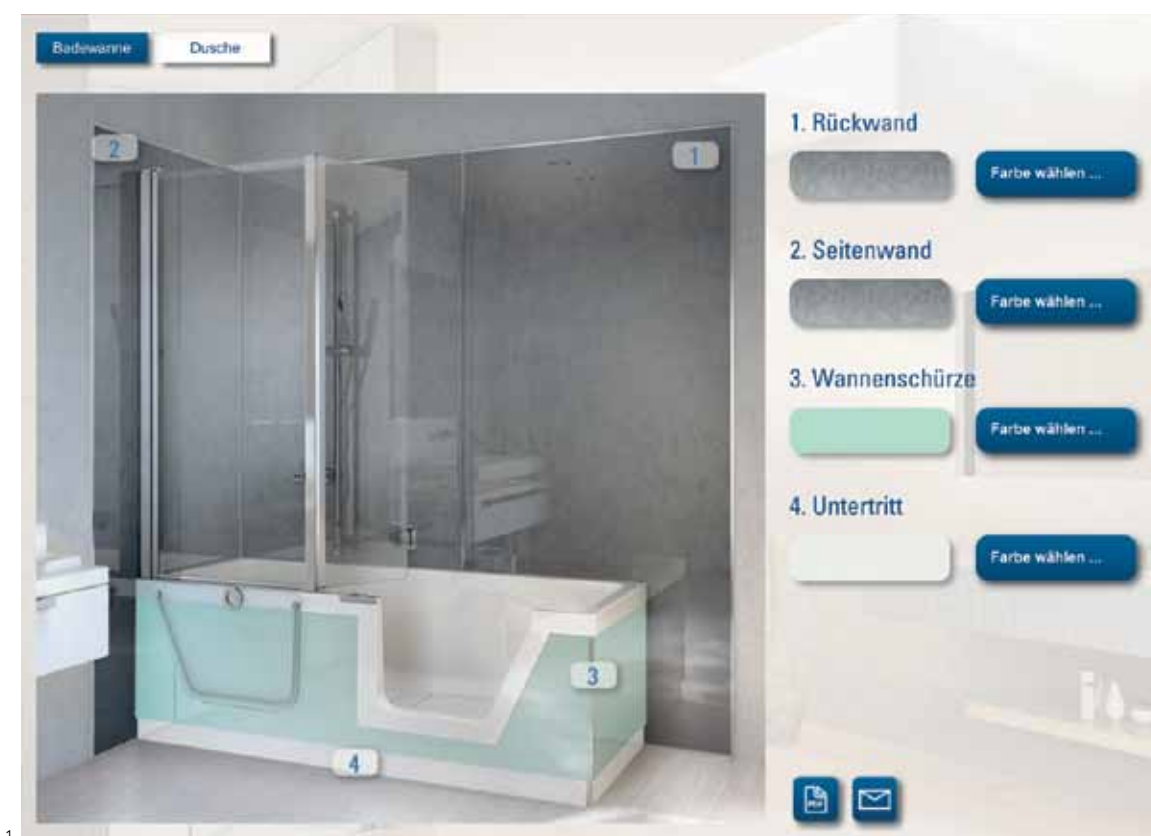 Badewanne
Dusche
2
1
3
4
1. Rückwand
Farbe wählen ...
2. Seitenwand
Farbe wählen ...
3. Wannenschürze
Farbe wählen ...
4. Untertritt
Farbe wählen ...
PDF
1